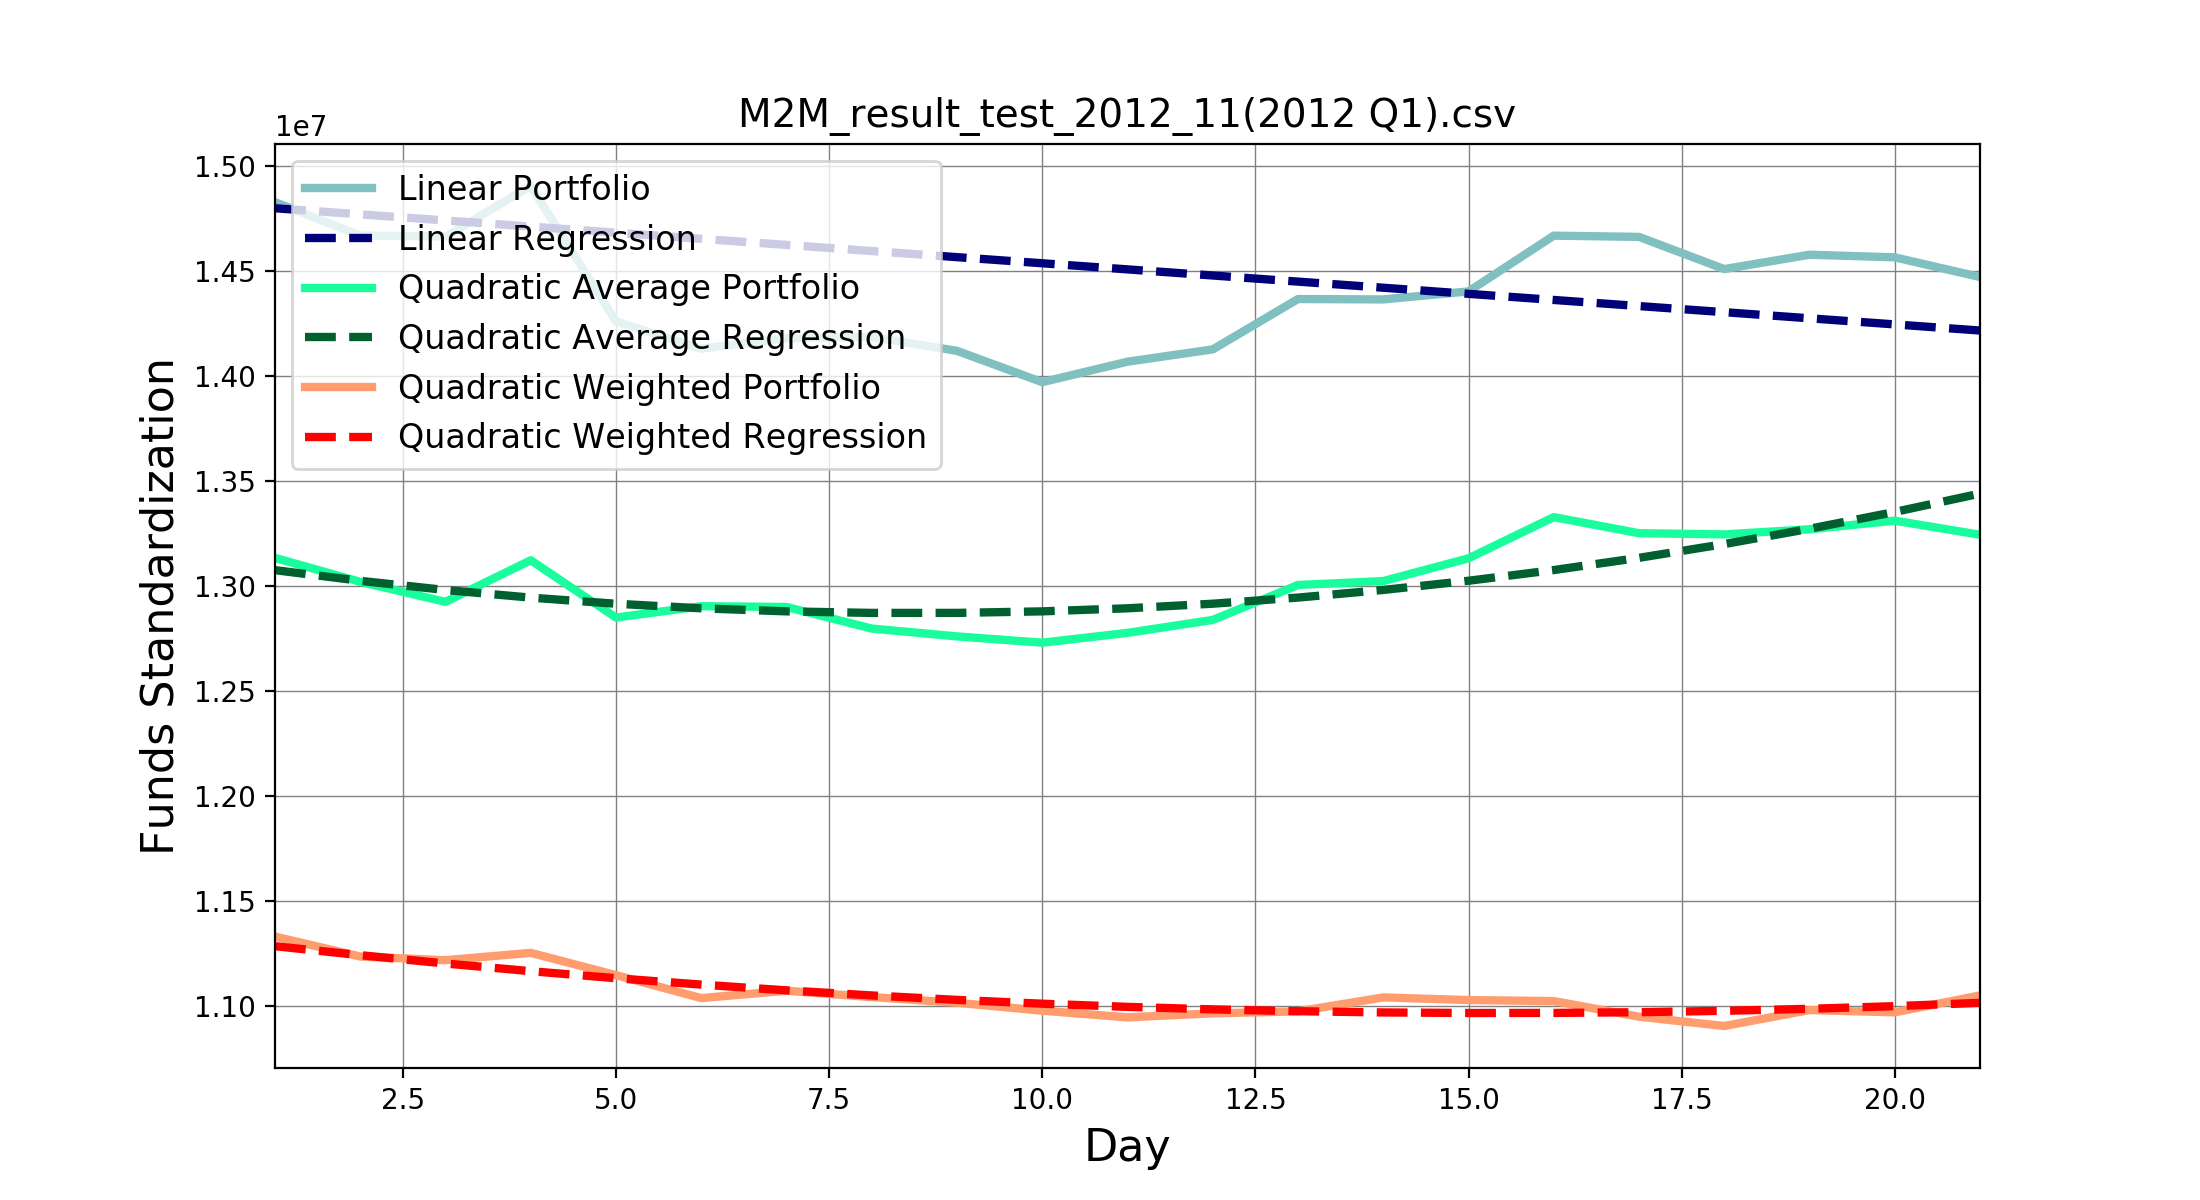 M2M_result_test_2012_11(2012 Q1).csv
1e7
1.50
1.45
1.40
1.35
1.30
1.25
1.20
1.15
1.10
Funds Standardization
Linear Portfolio
Linear Regression
Quadratic Average Portfolio
Quadratic Average Regression
Quadratic Weighted Portfolio
Quadratic Weighted Regression
2.5 5.0 7.5 10.0 12.5 15.0 17.5 20.0
Day